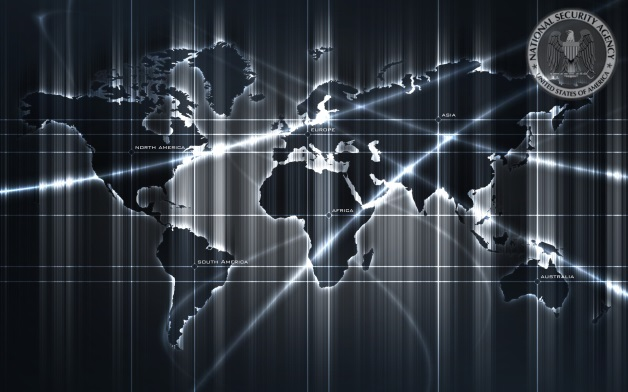 NATIONAL SECURITY AGENCY
UNITED STATES OF AMERICA
ASIA
EUROPE
NORTH AMERICA
AFRICA
SOUTH AMERICA
AUSTRALIA